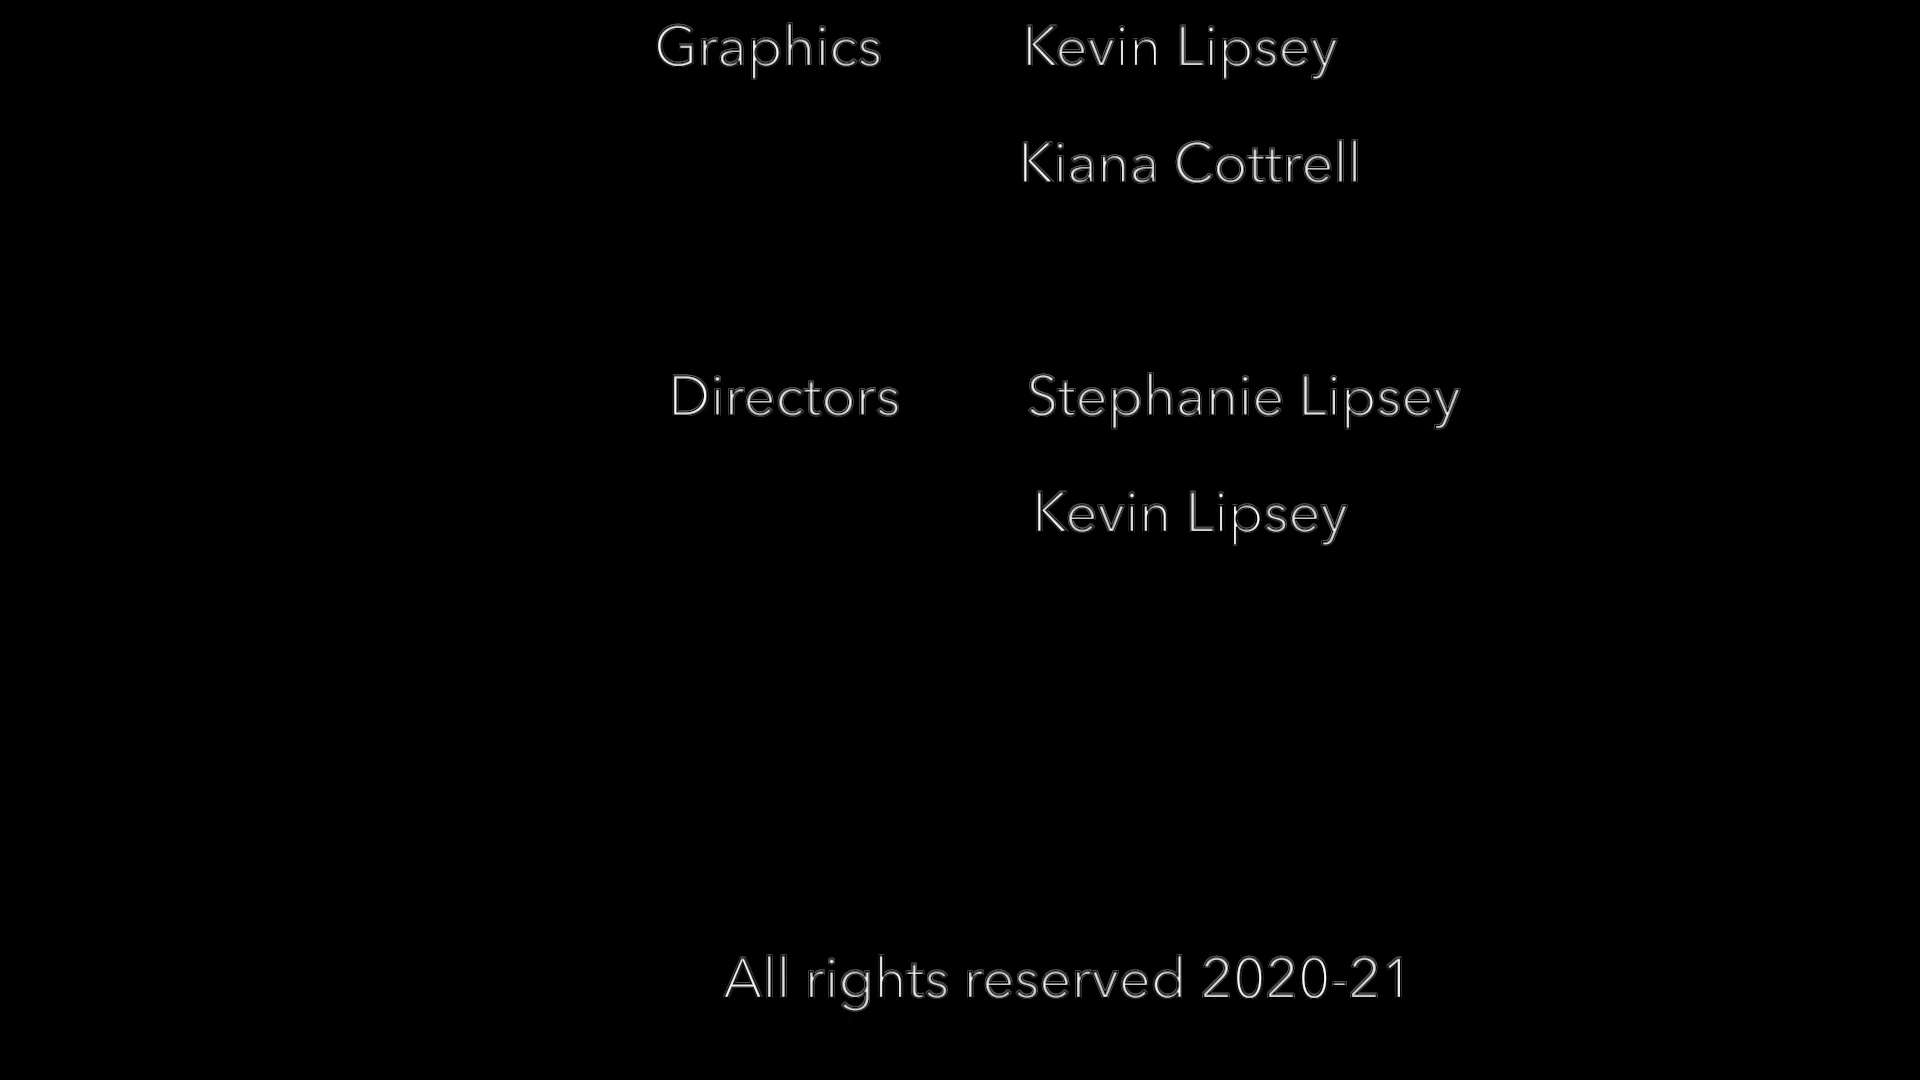 Graphics Kevin Lipsey
Kiana Cottrell
Directors Stephanie Lipsey
Kevin Lipsey
All rights reserved 2020-21